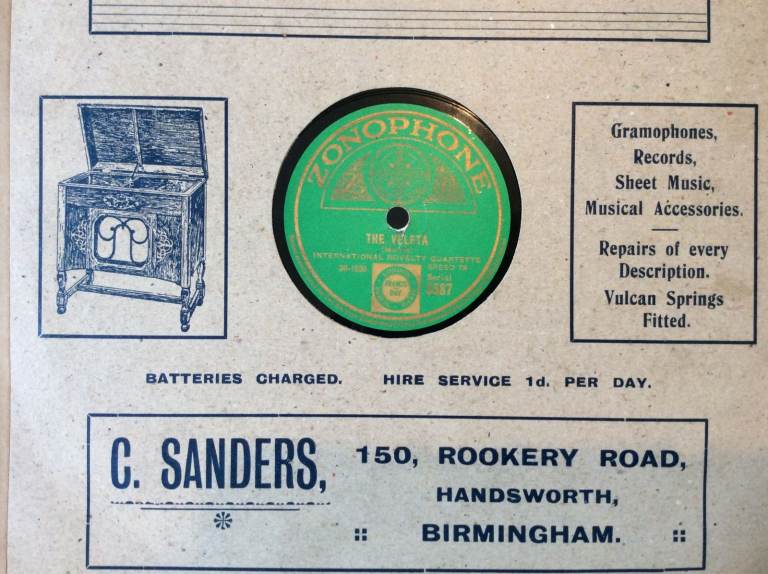 ZONOPHONE
THE VELETA
INTERNATIONAL NOVELTY QUARTETTE
SPEED 78
Serial
Gramophones,
Records,
Sheet Music,
Musical Accessories.
Repairs of every
Description.
Vulcan Springs
Fitted.
BATTERIES CHARGED. HIRE SERVICE 1d. PER DAY.
C. SANDERS,
150, ROOKERY ROAD,
HANDSWORTH,
BIRMINGHAM.